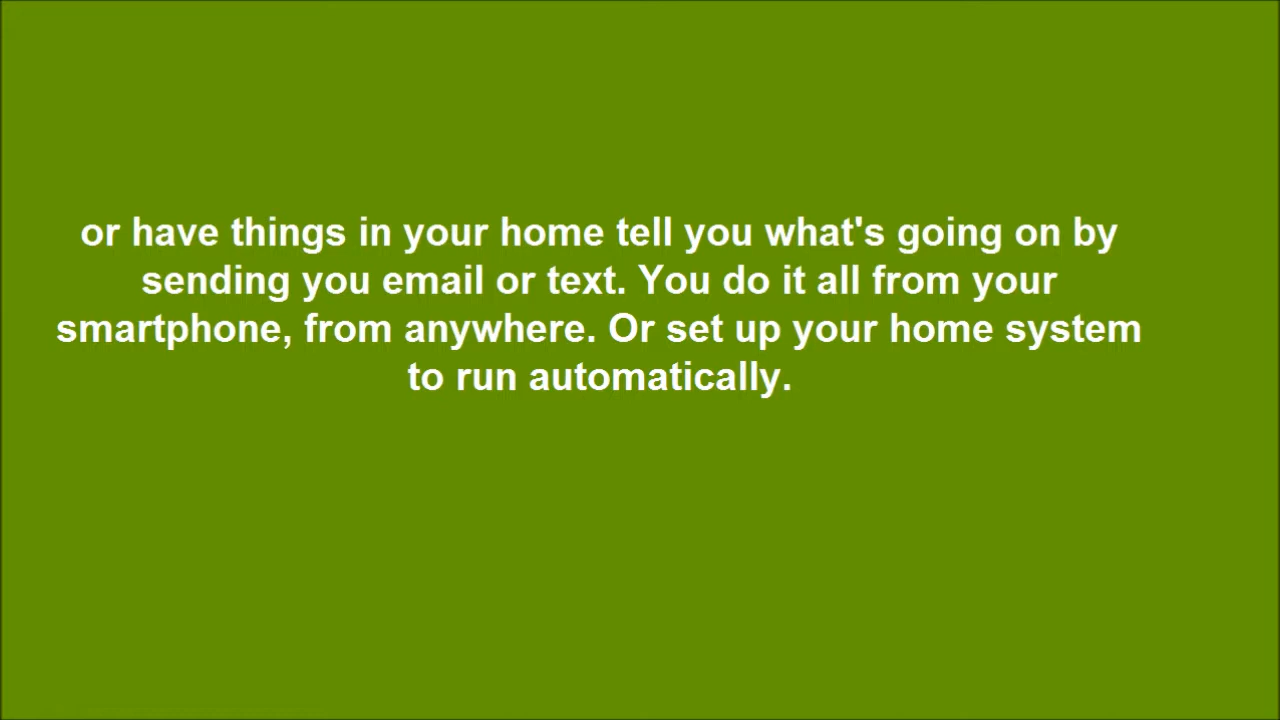 or have things in your home tell you what's going on by
sending you email or text. You do it all from your
smartphone, from anywhere. Or set up your home system
to run automatically.